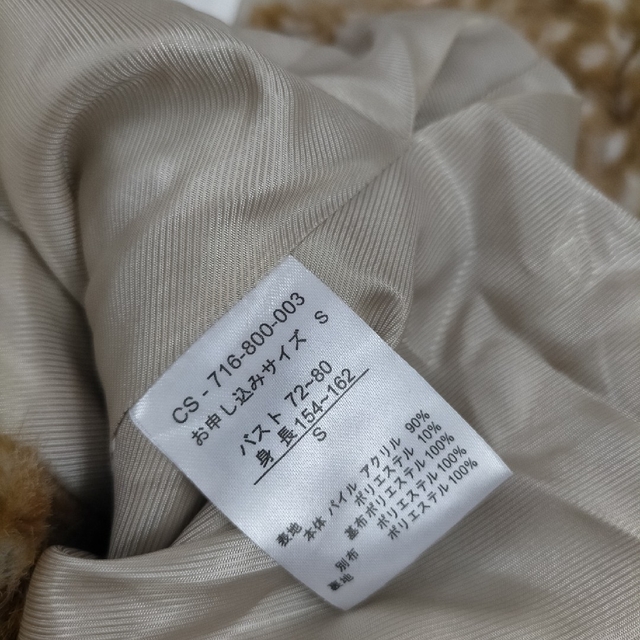 CS - 716-800-003
お申し込みサイズ S
バスト 72~80
身 長 154~162
S
表地 本体 パイル アクリル 90%
ポリエステル 10%
基布ポリエステル 100%
別布 ポリエステル 100%
裏地 ポリエステル 100%